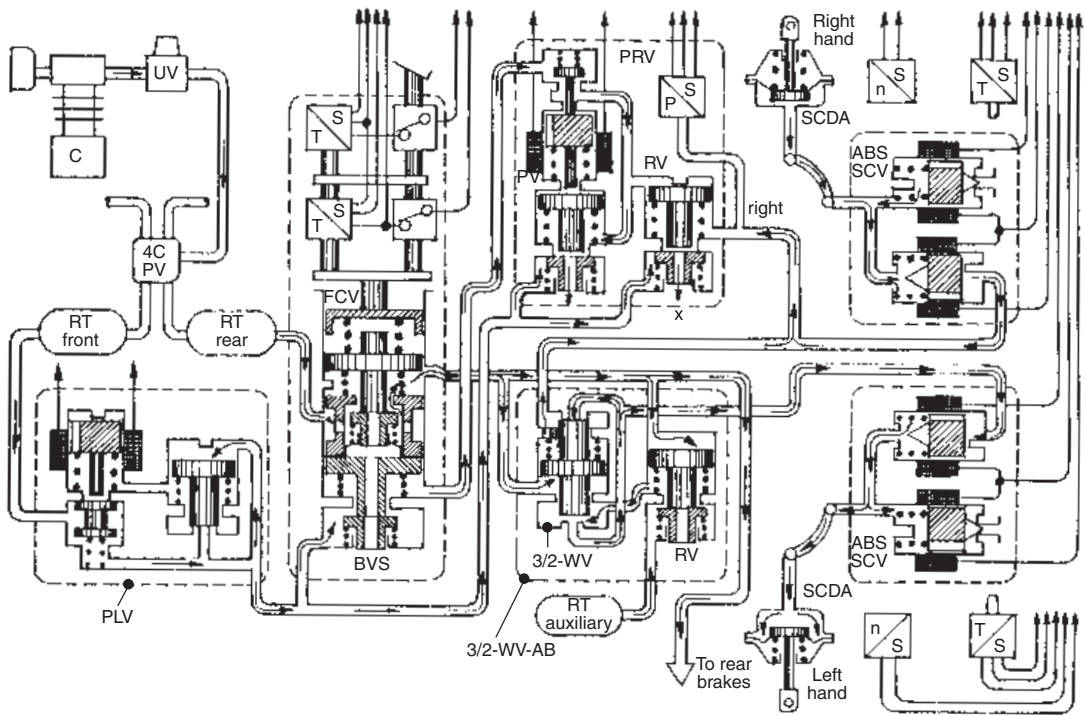 UV
C
4C
PV
RT
front
RT
rear
PLV
S
T
S
T
FCV
BVS
PRV
S
P
PV
RV
right
x
3/2-WV
RV
3/2-WV-AB
RT
auxiliary
To rear
brakes
Right
hand
SCDA
S
n
S
T
ABS
SCV
ABS
SCV
SCDA
Left
hand
n
S
T
S